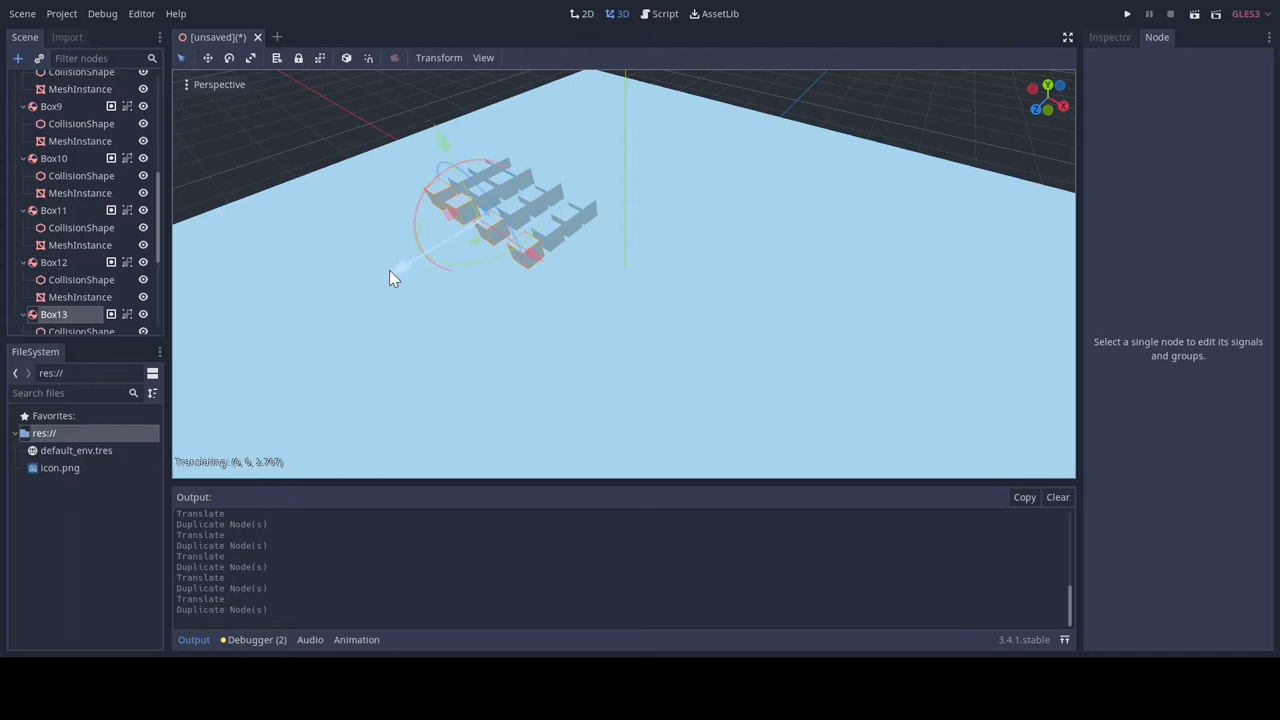 Scene Project Debug Editor Help
2D 3D Script AssetLib
GLES3
Scene Import
[unsaved](*)
Inspector Node
Filter nodes
Transform View
CollisionShape
MeshInstance
Box9
CollisionShape
MeshInstance
Box10
CollisionShape
MeshInstance
Box11
CollisionShape
MeshInstance
Box12
CollisionShape
MeshInstance
Box13
CollisionShape
Perspective
Y
X
Z
Translating: (0, 0, 2.707)
Select a single node to edit its signals
and groups.
FileSystem
res://
Search files
Favorites:
res://
default_env.tres
icon.png
Output:
Copy Clear
Translate
Duplicate Node(s)
Translate
Duplicate Node(s)
Translate
Duplicate Node(s)
Translate
Duplicate Node(s)
Translate
Duplicate Node(s)
Output Debugger (2) Audio Animation
3.4.1.stable